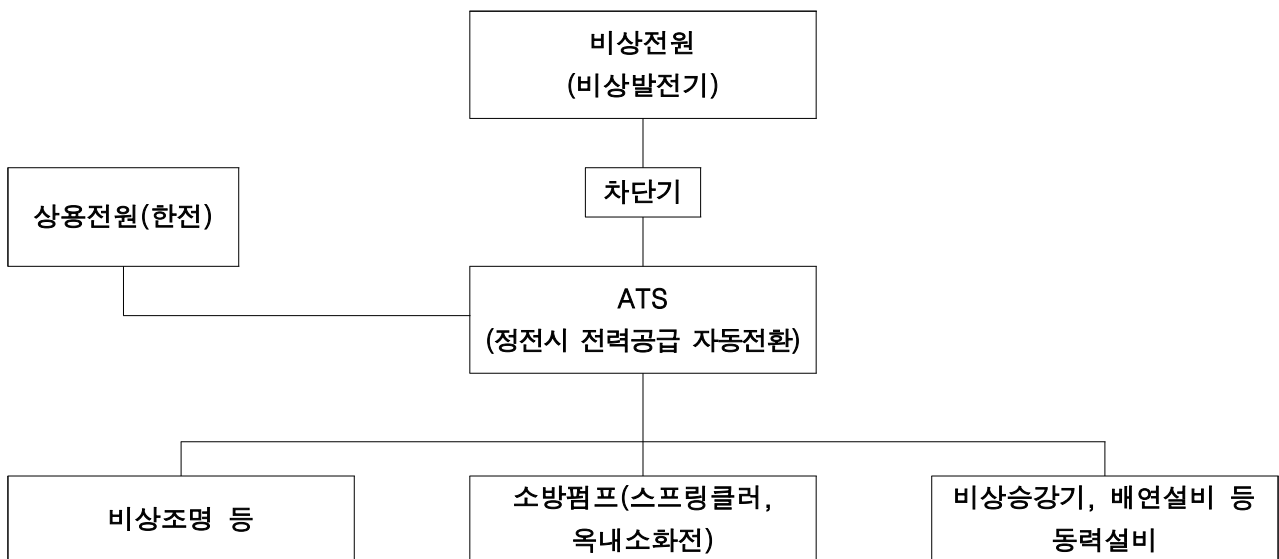 비상전원
(비상발전기)
차단기
상용전원(한전)
ATS
(정전시 전력공급 자동전환)
비상조명 등
소방펌프(스프링클러,
옥내소화전)
비상승강기, 배연설비 등
동력설비